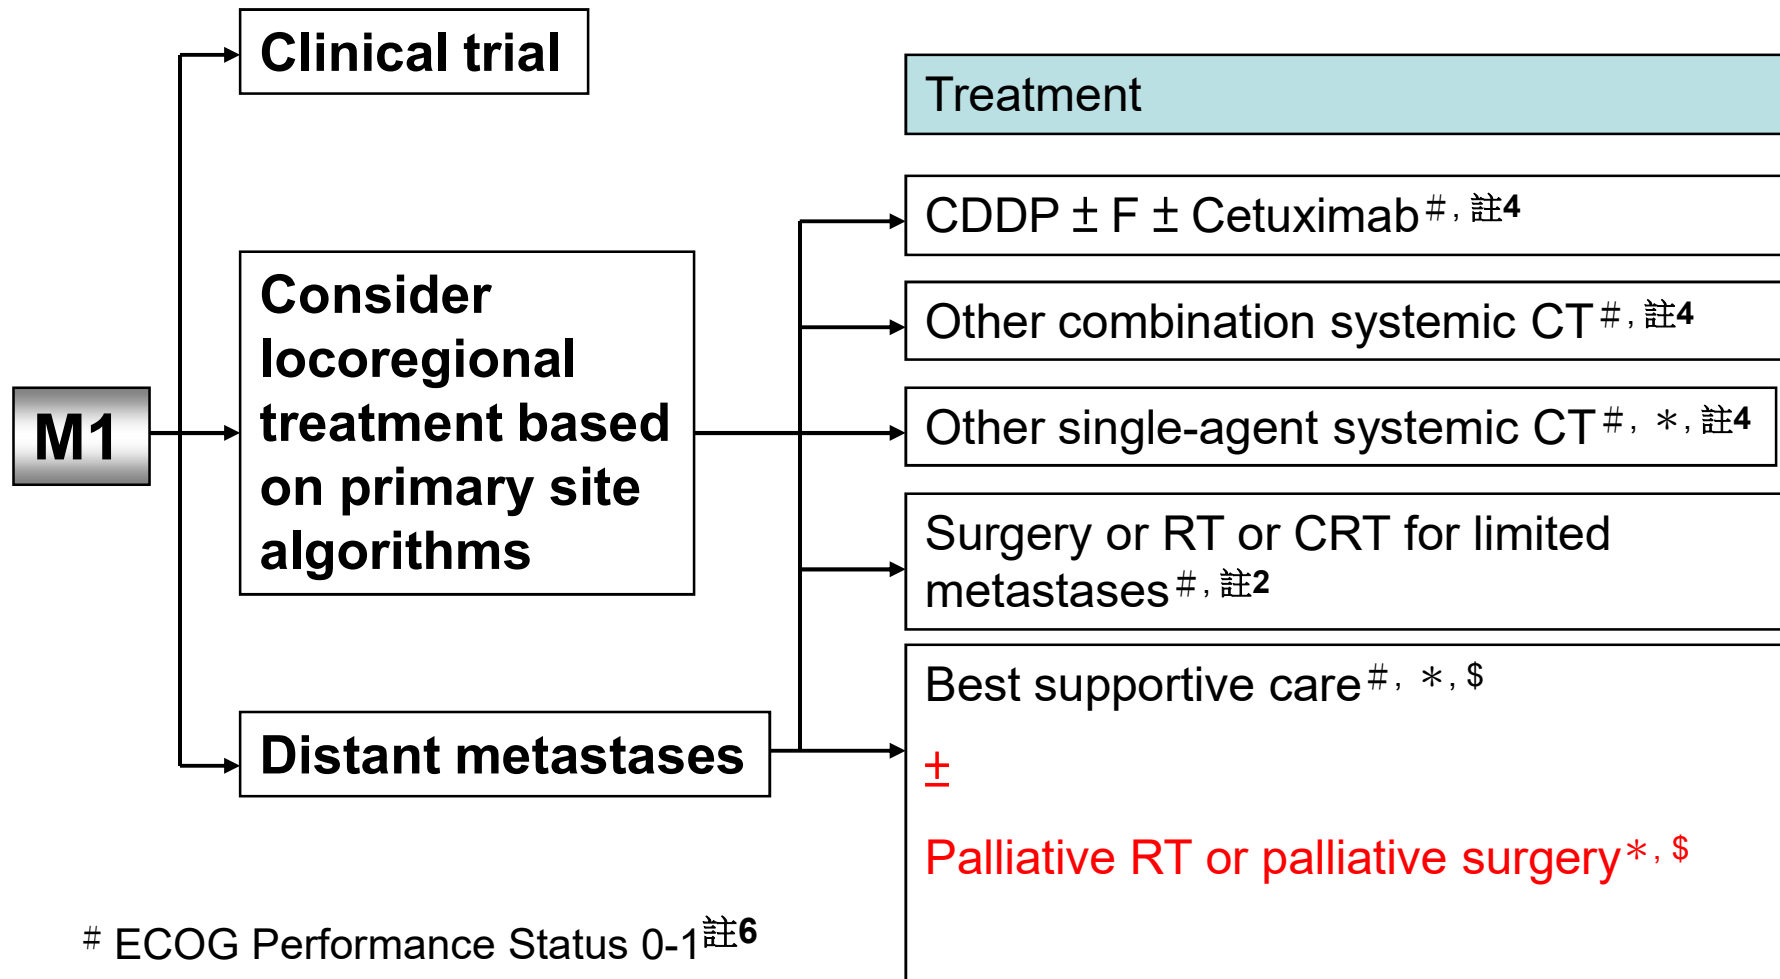 M1
Clinical trial
Consider
locoregional
treatment based
on primary site
algorithms
Distant metastases
Treatment
CDDP ± F ± Cetuximab#, 註4
Other combination systemic CT#, 註4
Other single-agent systemic CT#, *, 註4
Surgery or RT or CRT for limited
metastases#, 註2
Best supportive care#, *, $
±
Palliative RT or palliative surgery*, $
# ECOG Performance Status 0-1註6